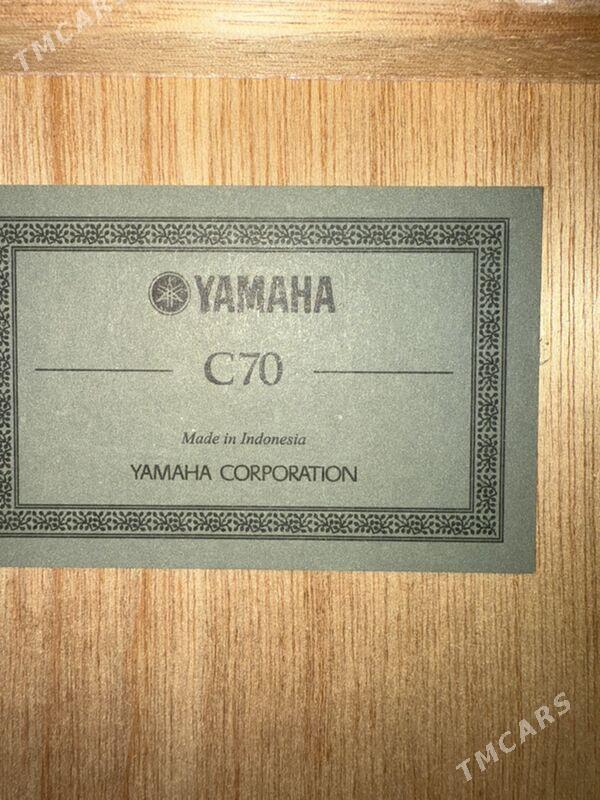 TMCARS
YAMAHA
C70
Made in Indonesia
YAMAHA CORPORATION
TMCARS